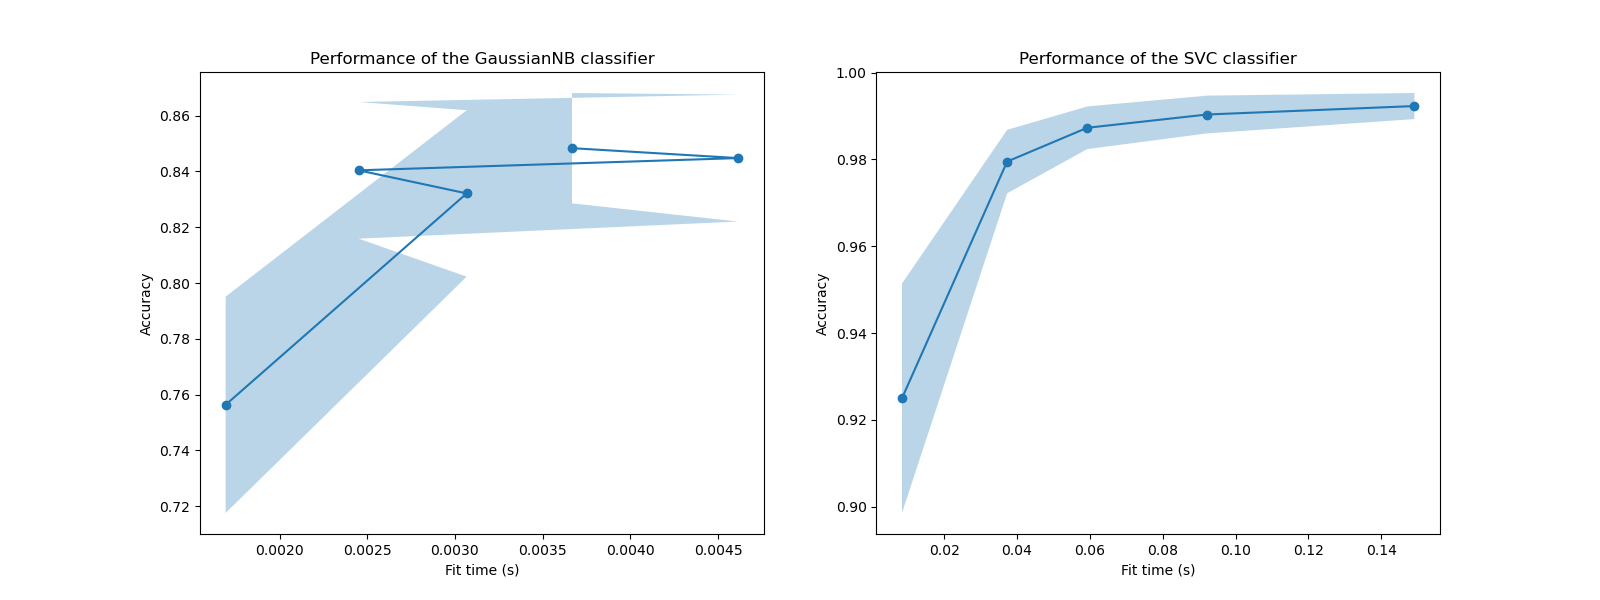 Performance of the GaussianNB classifier
0.86
0.84
0.82
0.80
0.78
0.76
0.74
0.72
Accuracy
0.0020 0.0025 0.0030 0.0035 0.0040 0.0045
Fit time (s)
Performance of the SVC classifier
1.00
0.98
0.96
0.94
0.92
0.90
Accuracy
0.02 0.04 0.06 0.08 0.10 0.12 0.14
Fit time (s)